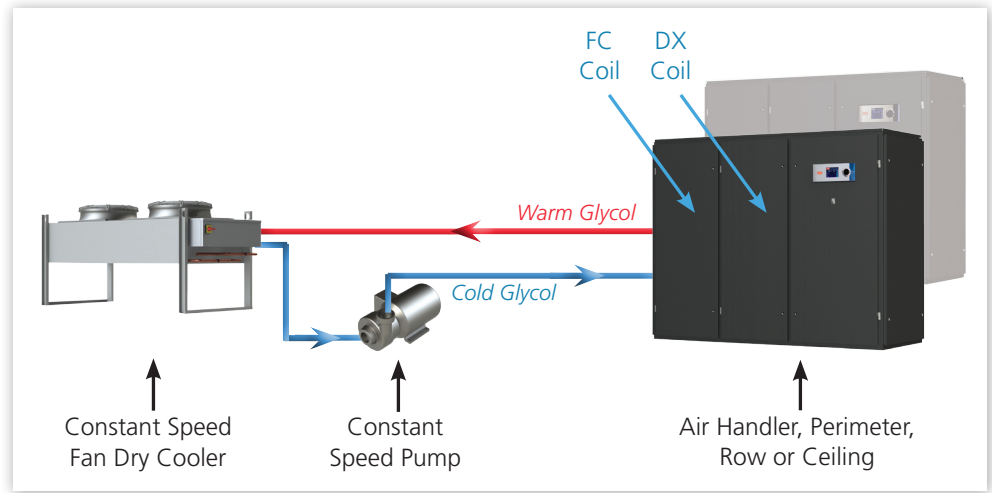 FC
Coil
DX
Coil
Warm Glycol
Cold Glycol
Constant Speed
Fan Dry Cooler
Constant
Speed Pump
Air Handler, Perimeter,
Row or Ceiling